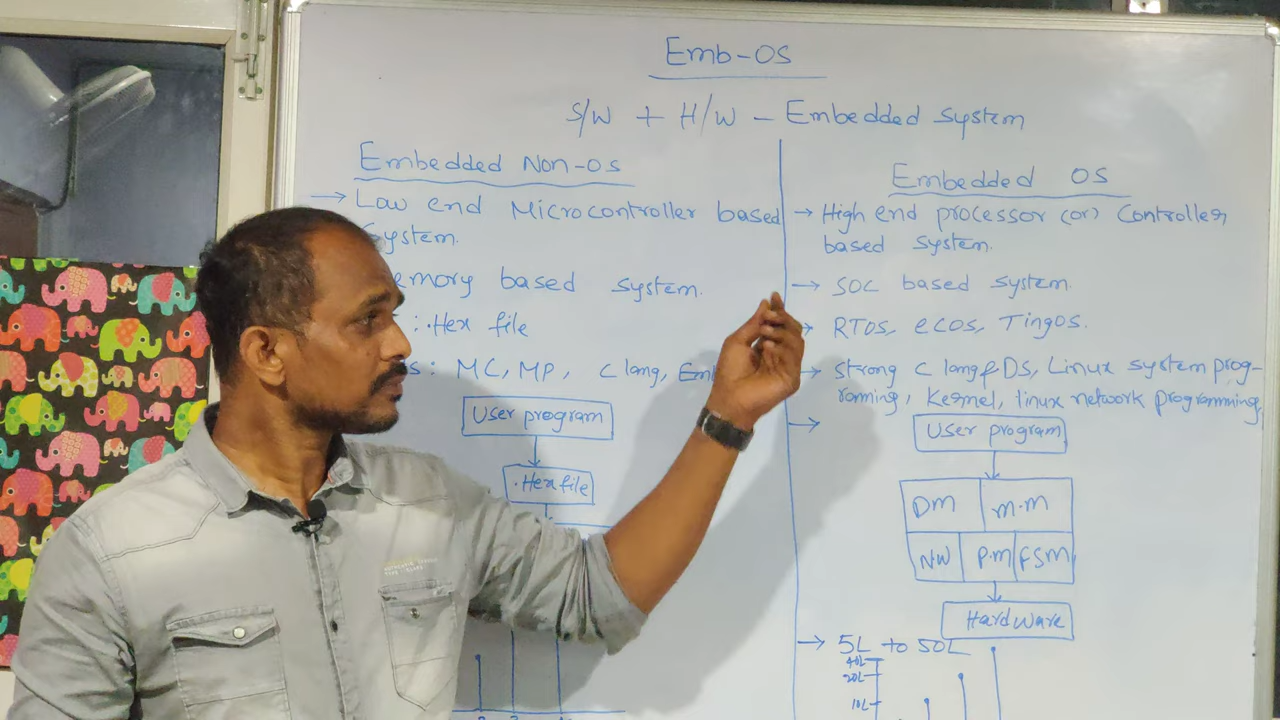 Emb-OS
S/W + H/W - Embedded system
Embedded Non-OS
→ Low end Microcontroller based
System.
emory based system.
: .Hex file
s : MC, MP, C lang, Emb
User program
.Hex file
Embedded OS
→ High end processor (or) Controller
based system.
→ SOC based system.
RTOS, eCOS, Tingos.
→ strong C lang & DS, Linux system prog-
raming, Kernel, linux network programming,
→
User program
DM M.M
NW P.M FSM
Hardware
→ 5L to 50L
40L
20L
10L